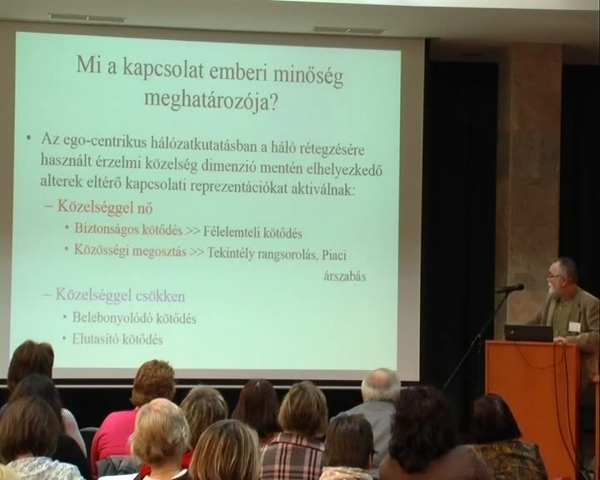 Mi a kapcsolat emberi minőség
meghatározója?
• Az ego-centrikus hálózatkutatásban a háló rétegzésére
használt érzelmi közelség dimenzió mentén elhelyezkedő
alterek eltérő kapcsolati reprezentációkat aktiválnak:
– Közelséggel nő
• Biztonságos kötődés >> Félelemteli kötődés
• Közösségi megosztás >> Tekintély rangsorolás, Piaci
árszabás
– Közelséggel csökken
• Belebonyolódó kötődés
• Elutasító kötődés